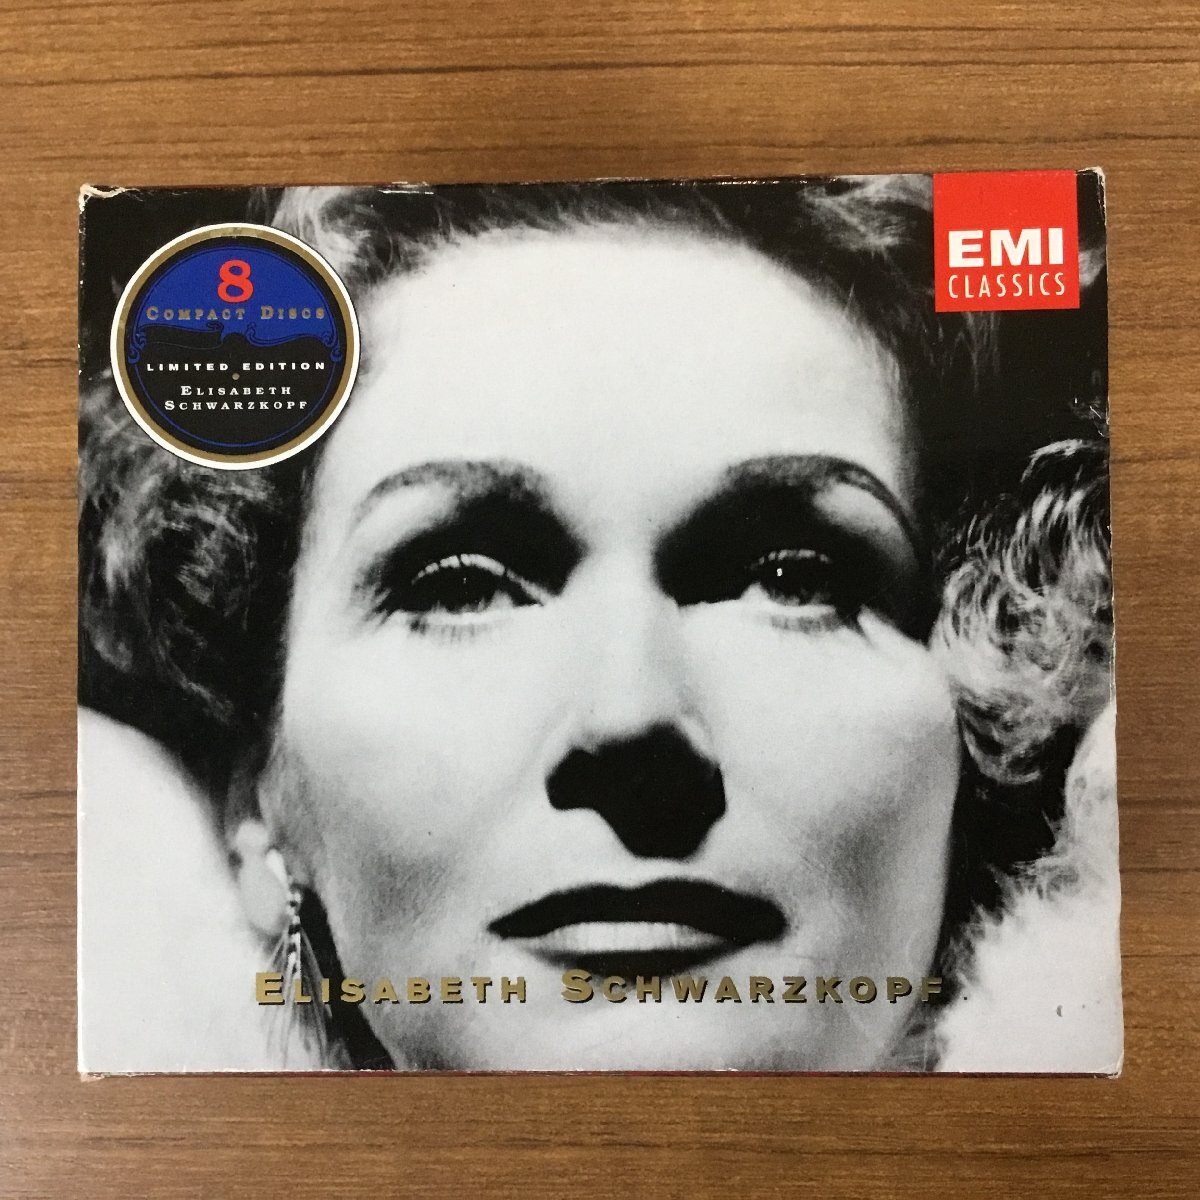 8
COMPACT DISCS
LIMITED EDITION
ELISABETH
SCHWARZKOPF
EMI
CLASSICS
ELISABETH SCHWARZKOPF